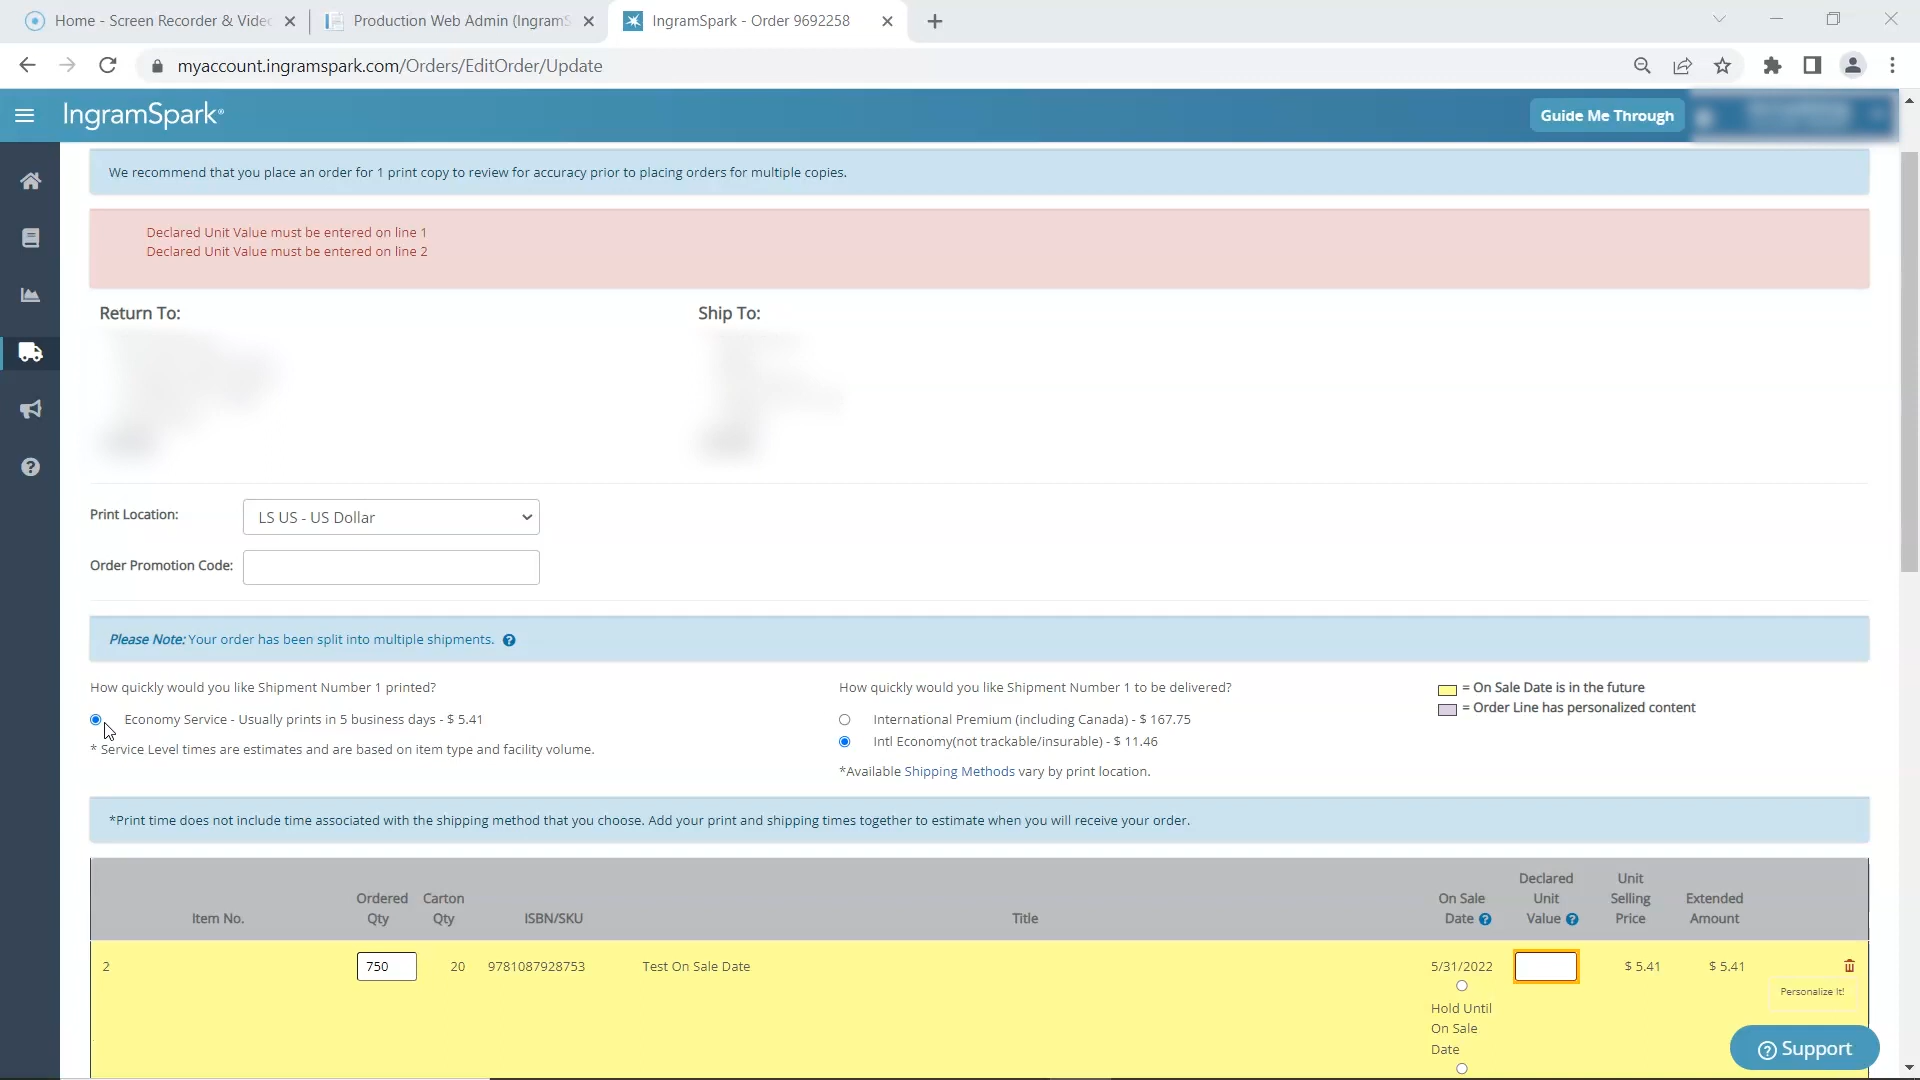 Home - Screen Recorder & Vide
Production Web Admin (IngramS
IngramSpark - Order 9692258
myaccount.ingramspark.com/Orders/EditOrder/Update
IngramSpark®
Guide Me Through
We recommend that you place an order for 1 print copy to review for accuracy prior to placing orders for multiple copies.
Declared Unit Value must be entered on line 1
Declared Unit Value must be entered on line 2
Return To:
Ship To:
Print Location:
LS US - US Dollar
Order Promotion Code:
Please Note: Your order has been split into multiple shipments.
How quickly would you like Shipment Number 1 printed?
Economy Service - Usually prints in 5 business days - $ 5.41
* Service Level times are estimates and are based on item type and facility volume.
How quickly would you like Shipment Number 1 to be delivered?
International Premium (including Canada) - $ 167.75
Intl Economy(not trackable/insurable) - $ 11.46
*Available Shipping Methods vary by print location.
= On Sale Date is in the future
= Order Line has personalized content
*Print time does not include time associated with the shipping method that you choose. Add your print and shipping times together to estimate when you will receive your order.
Item No.
Ordered
Qty
Carton
Qty
ISBN/SKU
Title
On Sale
Date
Declared
Unit
Value
Unit
Selling
Price
Extended
Amount
2
750
20
9781087928753
Test On Sale Date
5/31/2022
Hold Until
On Sale
Date
$ 5.41
$ 5.41
Personalize It!
Support